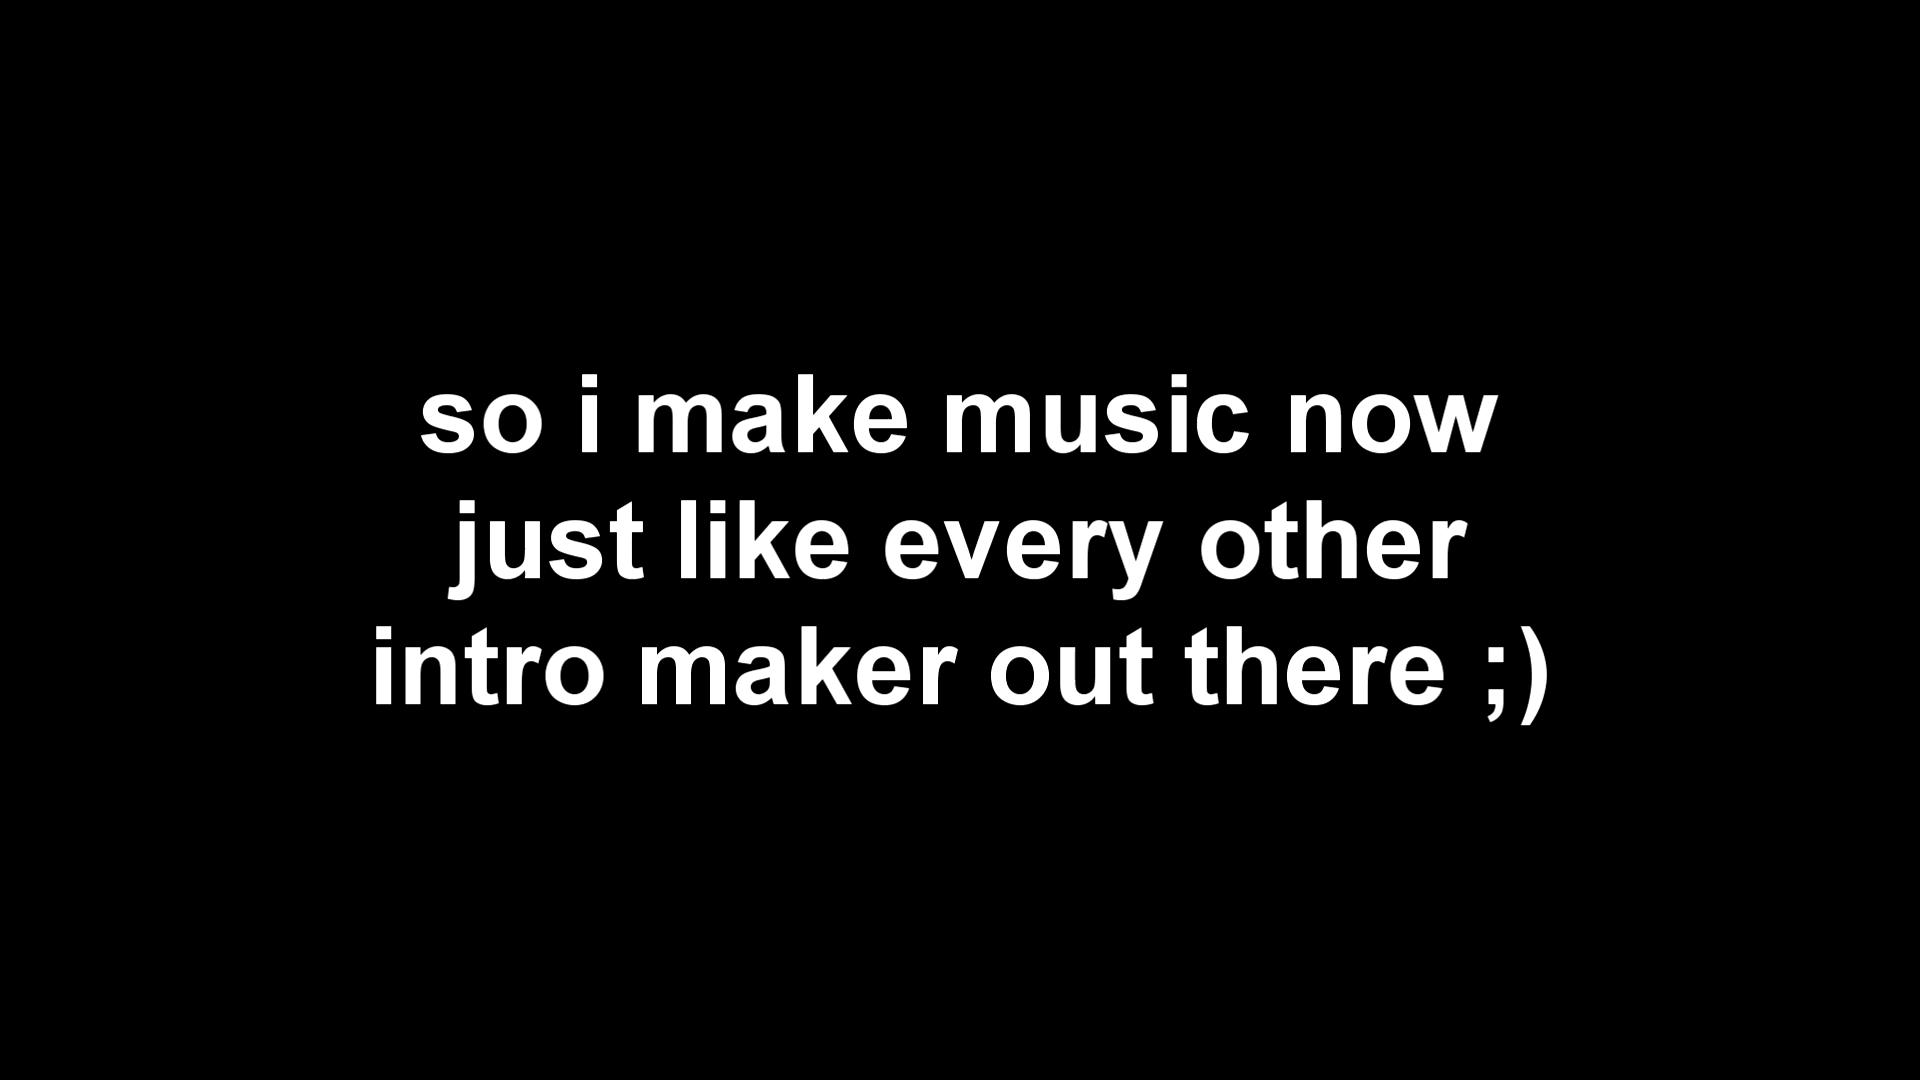 so i make music now
just like every other
intro maker out there ;)